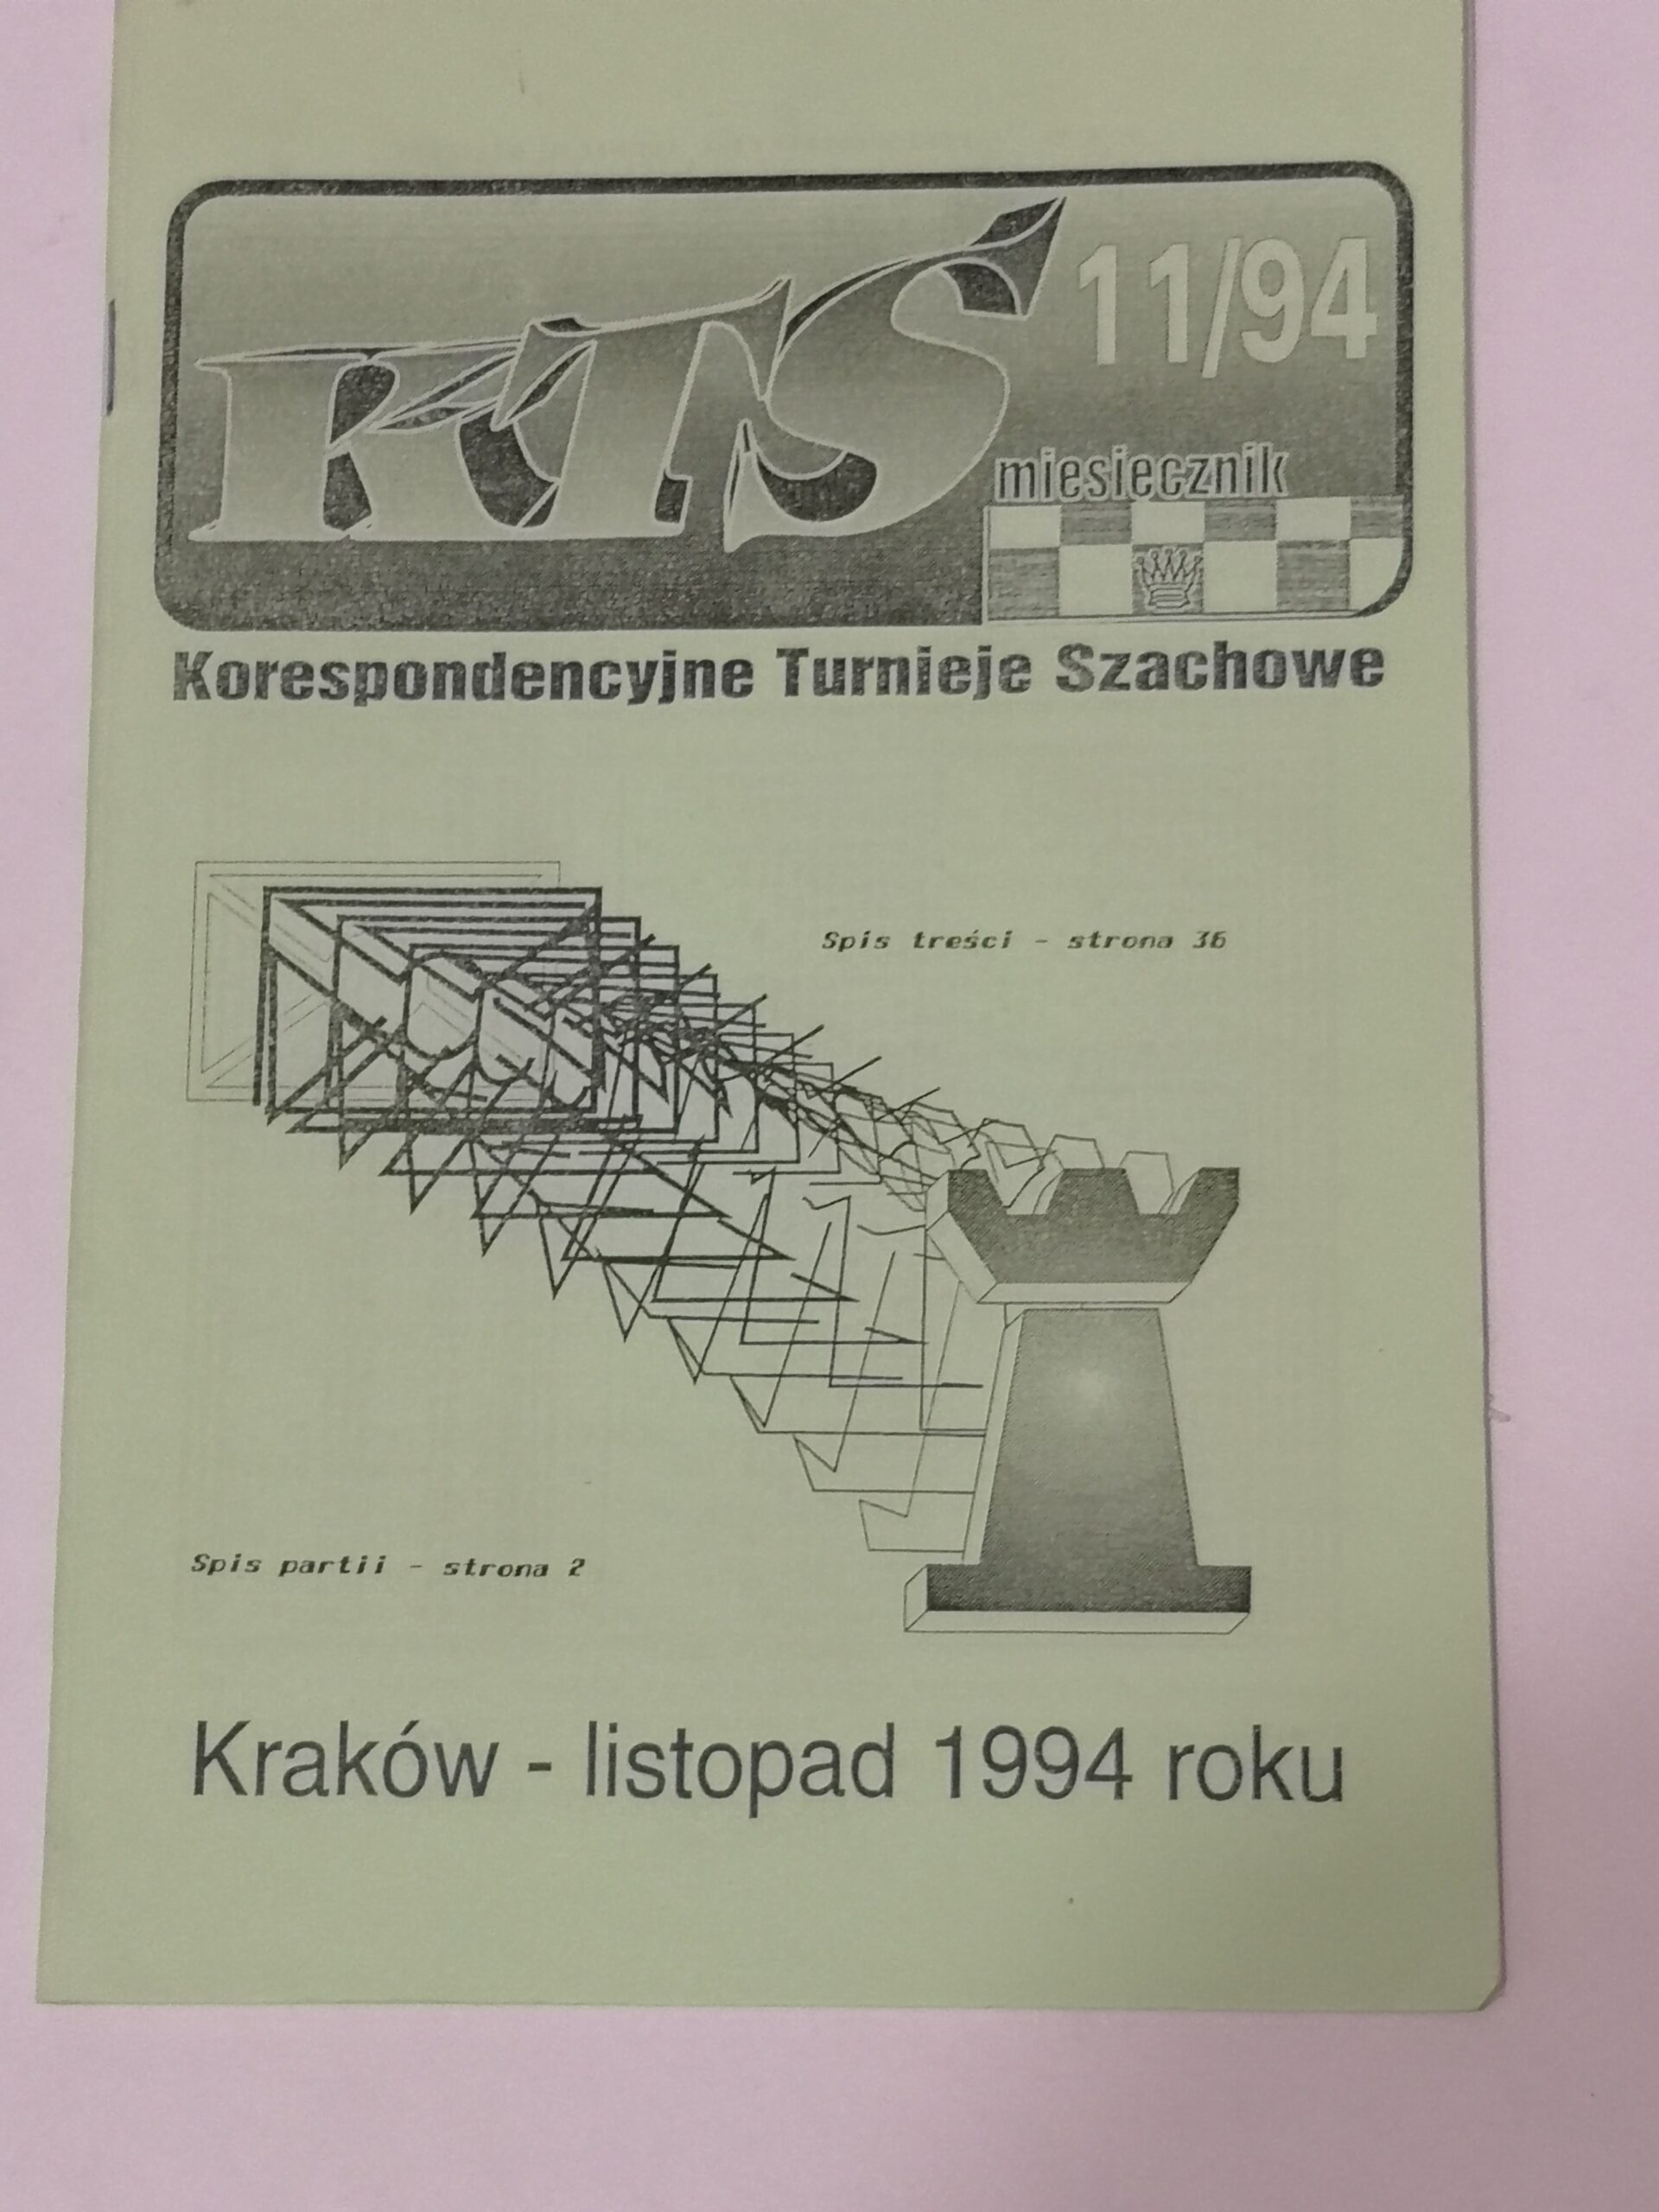 KTS 11/94
miesiecznik
Korespondencyjne Turnieje Szachowe
Spis treści - strona 36
Spis partii - strona 2
Kraków - listopad 1994 roku